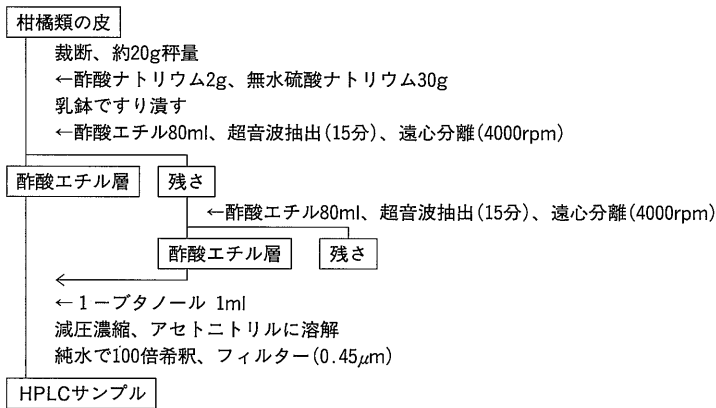 柑橘類の皮
裁断、約20g秤量
←酢酸ナトリウム2g、無水硫酸ナトリウム30g
乳鉢ですり潰す
←酢酸エチル80ml、超音波抽出(15分)、遠心分離(4000rpm)
酢酸エチル層 残さ
←酢酸エチル80ml、超音波抽出(15分)、遠心分離(4000rpm)
酢酸エチル層 残さ
←1ーブタノール 1ml
減圧濃縮、アセトニトリルに溶解
純水で100倍希釈、フィルター(0.45μm)
HPLCサンプル